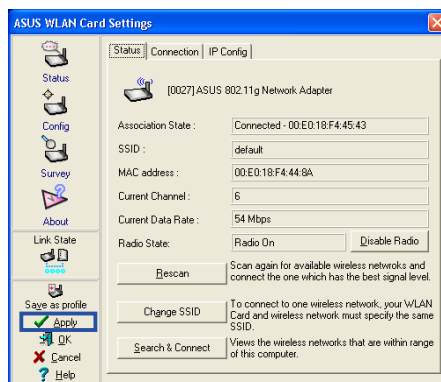 ASUS WLAN Card Settings
Status
Config
Survey
About
Link State
Save as profile
Apply
OK
Cancel
Help
Status Connection IP Config
[0027] ASUS 802.11g Network Adapter
Association State : Connected - 00:E0:18:F4:45:43
SSID : default
MAC address : 00:E0:18:F4:44:8A
Current Channel : 6
Current Data Rate : 54 Mbps
Radio State: Radio On Disable Radio
Rescan
Scan again for available wireless netwroks and
connect the one which has the best signal level.
Change SSID
To connect to one wireless network, your WLAN
Card and wireless network must specify the same
SSID.
Search & Connect
Views the wireless networks that are within range
of this computer.